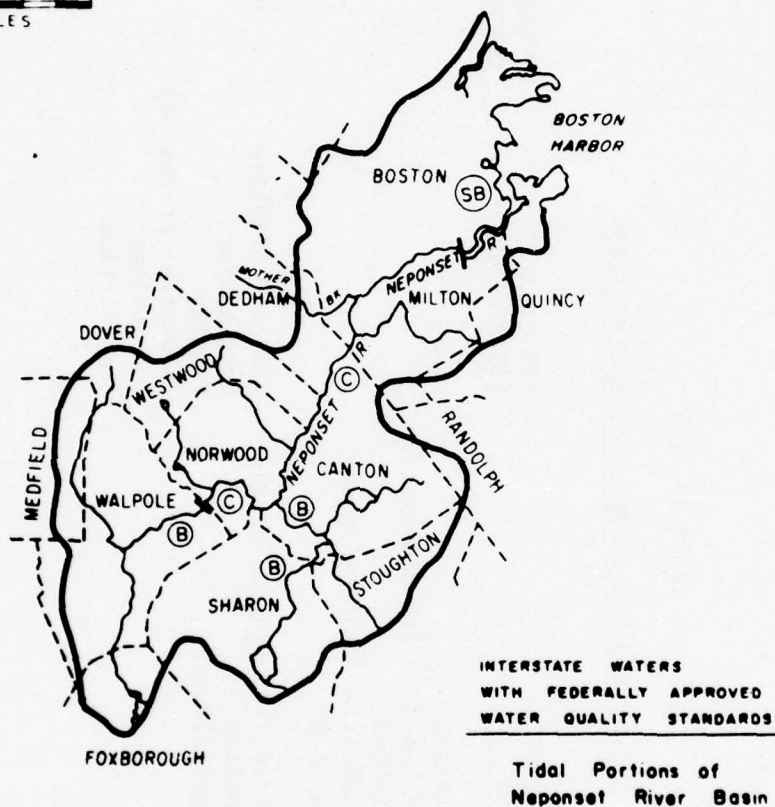 LES
BOSTON
HARBOR
BOSTON
SB
NEPONSET R.
MOTHER BK
DEDHAM
MILTON
QUINCY
DOVER
WESTWOOD
C
NEPONSET R.
MEDFIELD
NORWOOD
CANTON
RANDOLPH
WALPOLE
C
B
B
B
STOUGHTON
SHARON
FOXBOROUGH
INTERSTATE WATERS
WITH FEDERALLY APPROVED
WATER QUALITY STANDARDS
Tidal Portions of
Neponset River Basin